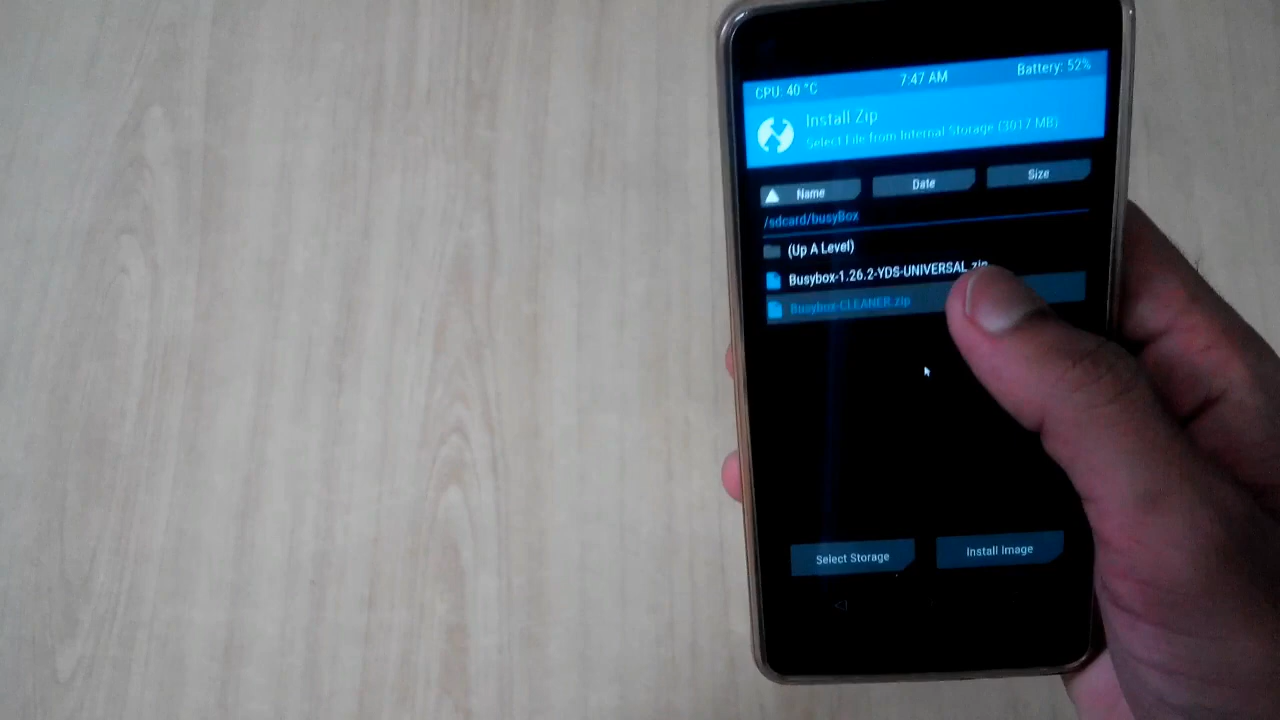 CPU: 40 °C 7:47 AM Battery: 52%
Install Zip
Select File from Internal Storage (3017 MB)
Name Date Size
/sdcard/busyBox
(Up A Level)
Busybox-1.26.2-YDS-UNIVERSAL.zip
Busybox-CLEANER.zip
Select Storage Install Image